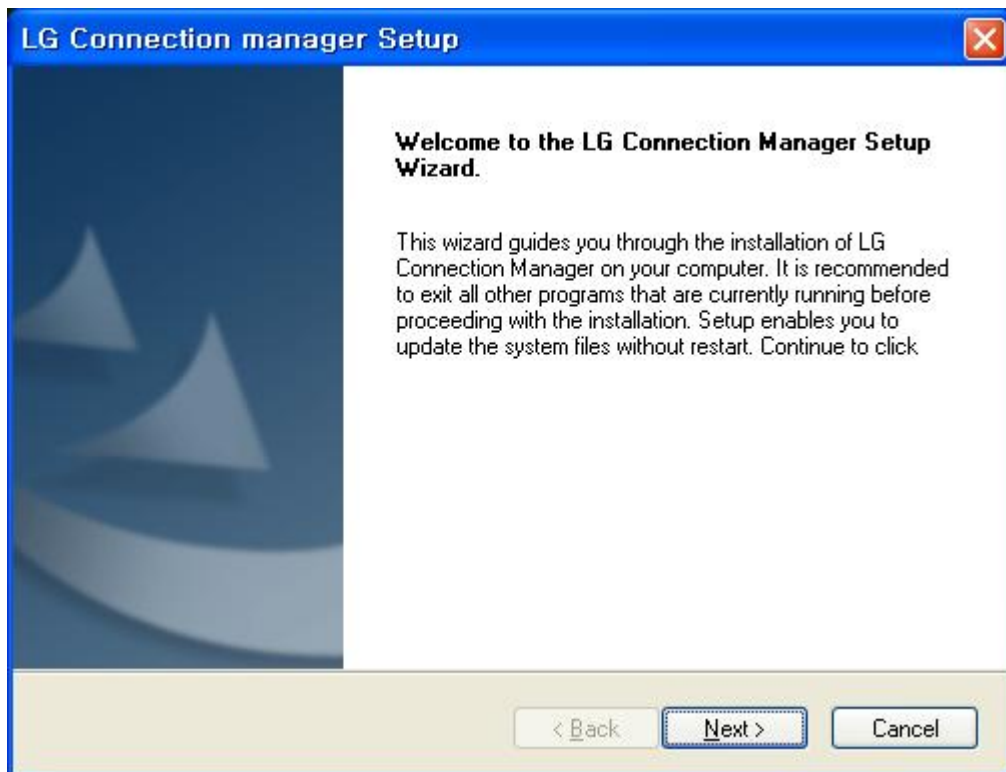 LG Connection manager Setup
Welcome to the LG Connection Manager Setup
Wizard.
This wizard guides you through the installation of LG
Connection Manager on your computer. It is recommended
to exit all other programs that are currently running before
proceeding with the installation. Setup enables you to
update the system files without restart. Continue to click
< Back
Next >
Cancel